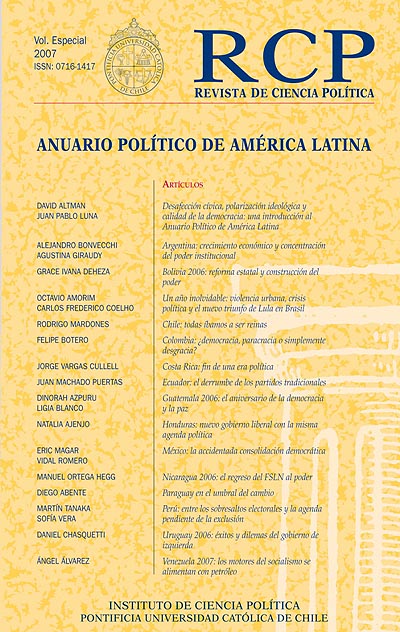 Vol. Especial
2007
ISSN: 0716-1417
PONTIFICIA UNIVERSIDAD CATÓLICA
DE CHILE
RCP
REVISTA DE CIENCIA POLÍTICA
ANUARIO POLÍTICO DE AMÉRICA LATINA
ARTÍCULOS
DAVID ALTMAN
JUAN PABLO LUNA
Desafección cívica, polarización ideológica y
calidad de la democracia: una introducción al
Anuario Político de América Latina
ALEJANDRO BONVECCHI
AGUSTINA GIRAUDY
Argentina: crecimiento económico y concentración
del poder institucional
GRACE IVANA DEHEZA
Bolivia 2006: reforma estatal y construcción del
poder
OCTAVIO AMORIM
CARLOS FREDERICO COELHO
Un año inolvidable: violencia urbana, crisis
política y el nuevo triunfo de Lula en Brasil
RODRIGO MARDONES
Chile: todas íbamos a ser reinas
FELIPE BOTERO
Colombia: ¿democracia, paracracia o simplemente
desgracia?
JORGE VARGAS CULLELL
Costa Rica: fin de una era política
JUAN MACHADO PUERTAS
Ecuador: el derrumbe de los partidos tradicionales
DINORAH AZPURU
LIGIA BLANCO
Guatemala 2006: el aniversario de la democracia
y la paz
NATALIA AJENJO
Honduras: nuevo gobierno liberal con la misma
agenda política
ERIC MAGAR
VIDAL ROMERO
México: la accidentada consolidación democrática
MANUEL ORTEGA HEGG
Nicaragua 2006: el regreso del FSLN al poder
DIEGO ABENTE
Paraguay en el umbral del cambio
MARTÍN TANAKA
SOFÍA VERA
Perú: entre los sobresaltos electorales y la agenda
pendiente de la exclusión
DANIEL CHASQUETTI
Uruguay 2006: éxitos y dilemas del gobierno de
izquierda
ÁNGEL ÁLVAREZ
Venezuela 2007: los motores del socialismo se
alimentan con petróleo
INSTITUTO DE CIENCIA POLÍTICA
PONTIFICIA UNIVERSIDAD CATÓLICA DE CHILE